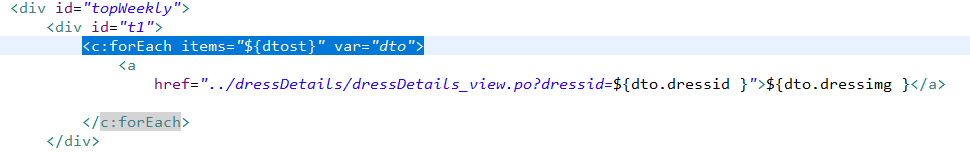 <div id="topWeekly">
<div id="t1">
<c:forEach items="${dtost}" var="dto">
<a
href="../dressDetails/dressDetails_view.po?dressid=${dto.dressid }">${dto.dressimg }</a>
</c:forEach>
</div>